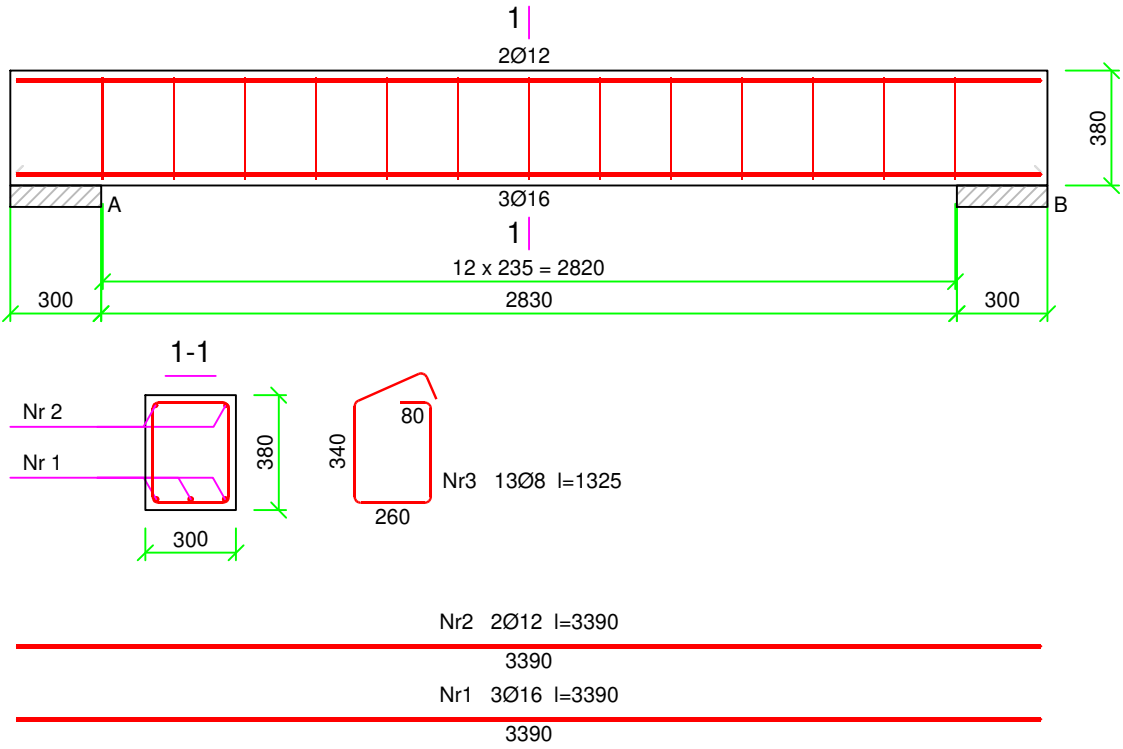 1
2Ø12
380
3Ø16
A
B
1
12 x 235 = 2820
300
2830
300
1-1
Nr 2
Nr 1
380
300
340
80
260
Nr3 13Ø8 l=1325
Nr2 2Ø12 l=3390
3390
Nr1 3Ø16 l=3390
3390